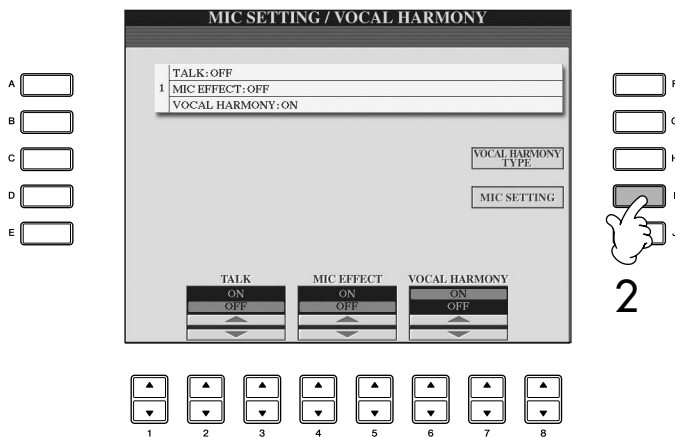 MIC SETTING / VOCAL HARMONY
TALK:OFF
1 MIC EFFECT:OFF
VOCAL HARMONY:ON
A
F
B
C
H
D
E
VOCAL HARMONY
TYPE
MIC SETTING
2
TALK MIC EFFECT VOCAL HARMONY
ON ON ON
OFF OFF OFF
1 2 3 4 5 6 7 8